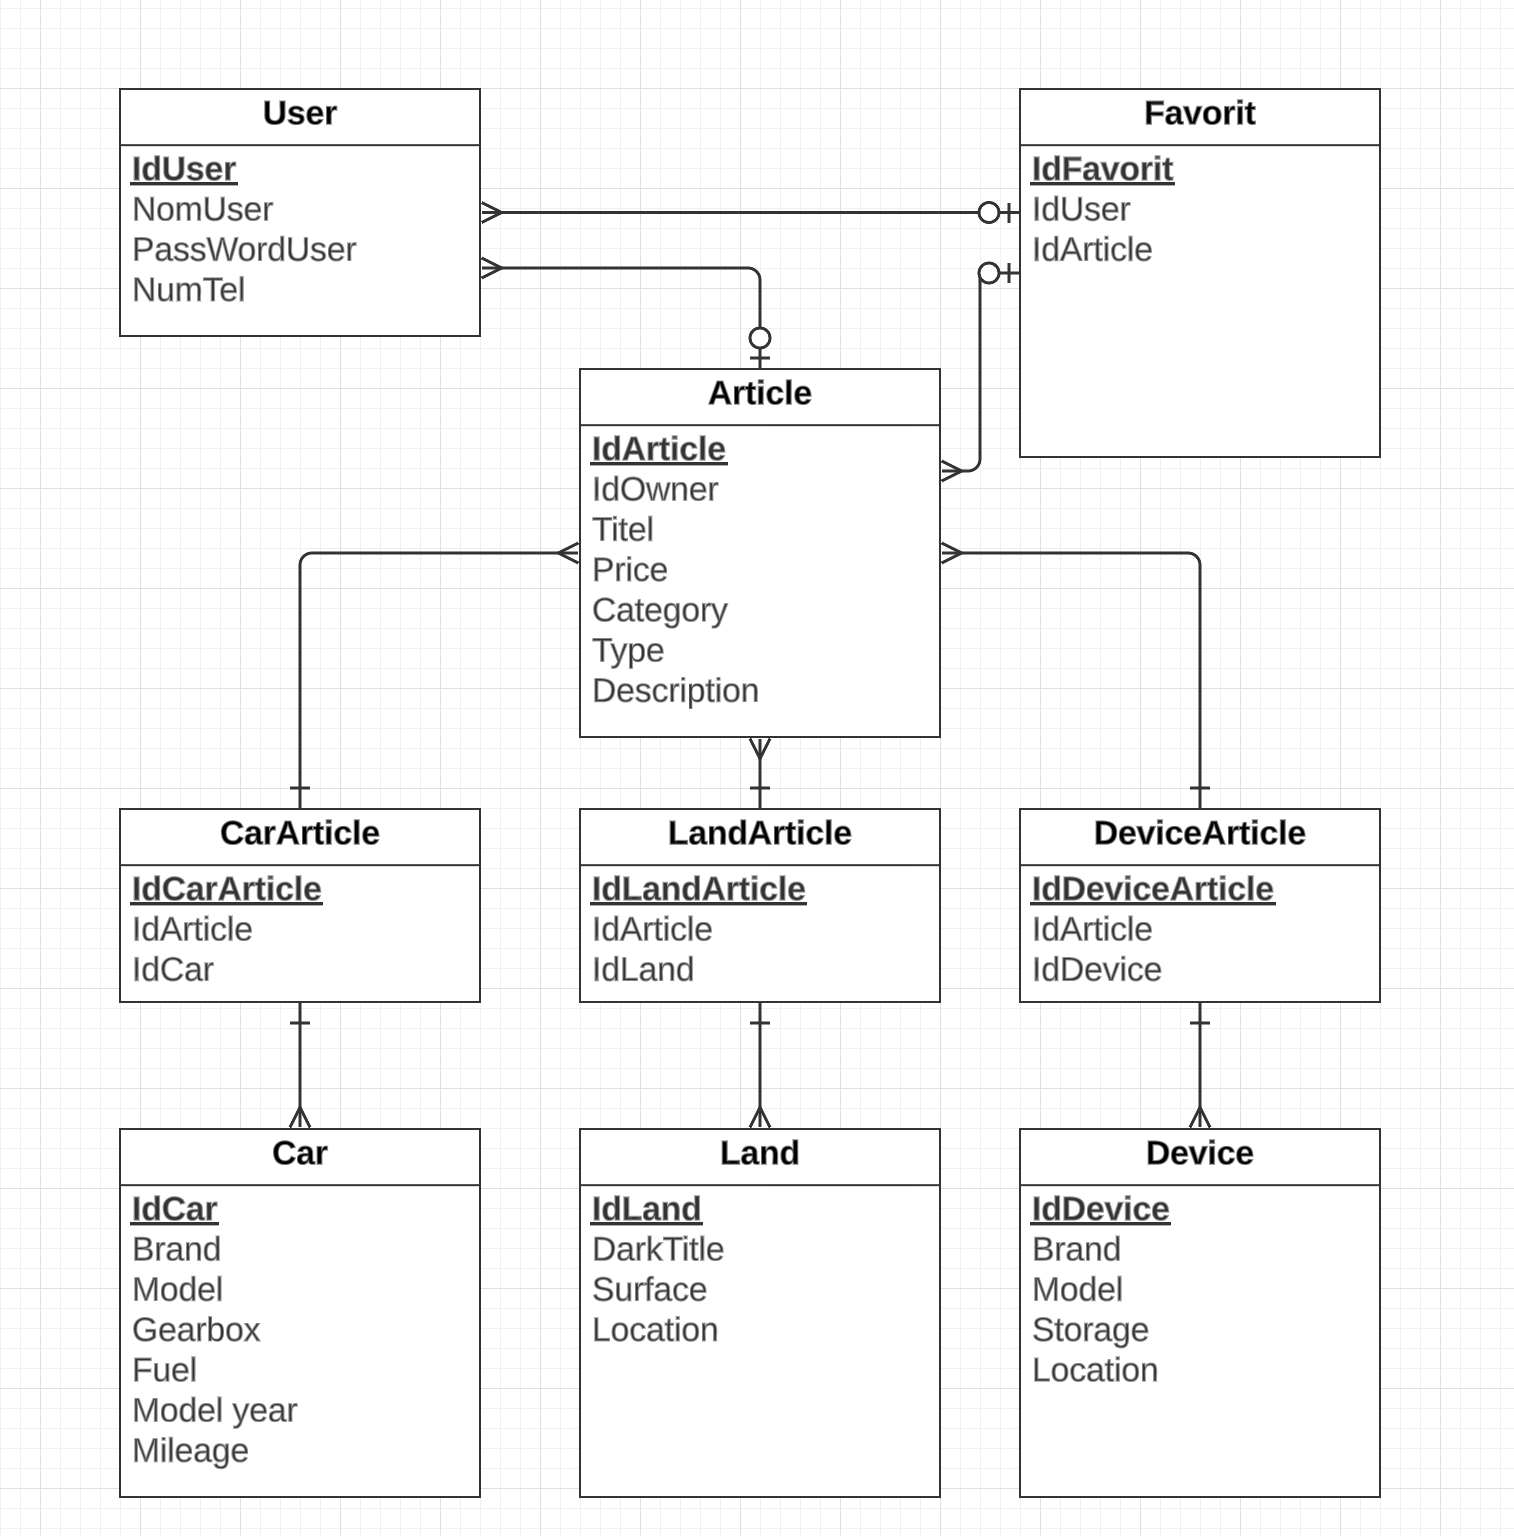 User
IdUser
NomUser
PassWordUser
NumTel
Favorit
IdFavorit
IdUser
IdArticle
Article
IdArticle
IdOwner
Titel
Price
Category
Type
Description
CarArticle
IdCarArticle
IdArticle
IdCar
LandArticle
IdLandArticle
IdArticle
IdLand
DeviceArticle
IdDeviceArticle
IdArticle
IdDevice
Car
IdCar
Brand
Model
Gearbox
Fuel
Model year
Mileage
Land
IdLand
DarkTitle
Surface
Location
Device
IdDevice
Brand
Model
Storage
Location